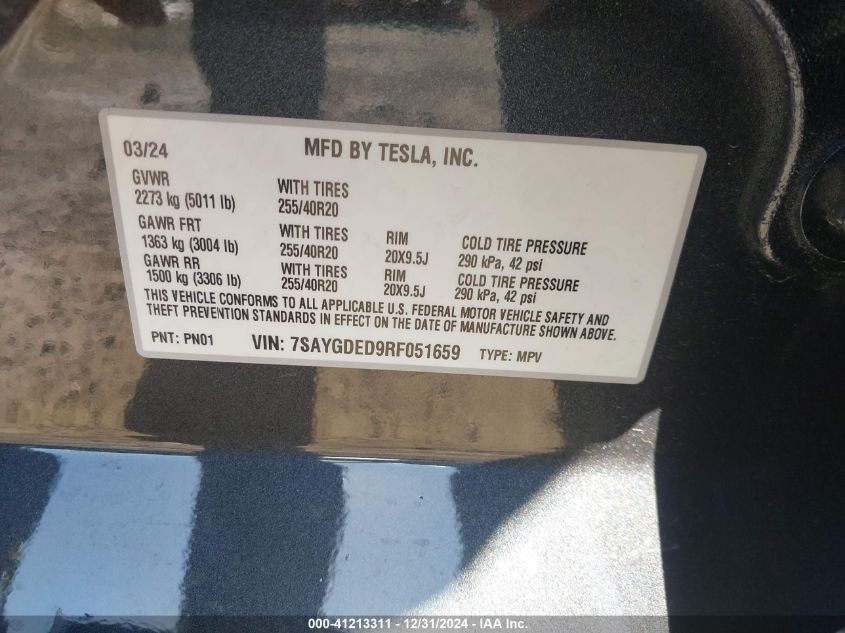 03/24 MFD BY TESLA, INC.
GVWR WITH TIRES
2273 kg (5011 lb) 255/40R20
GAWR FRT WITH TIRES RIM COLD TIRE PRESSURE
1363 kg (3004 lb) 255/40R20 20X9.5J 290 kPa, 42 psi
GAWR RR WITH TIRES RIM COLD TIRE PRESSURE
1500 kg (3306 lb) 255/40R20 20X9.5J 290 kPa, 42 psi
THIS VEHICLE CONFORMS TO ALL APPLICABLE U.S. FEDERAL MOTOR VEHICLE SAFETY AND
THEFT PREVENTION STANDARDS IN EFFECT ON THE DATE OF MANUFACTURE SHOWN ABOVE.
PNT: PN01 VIN: 7SAYGDED9RF051659 TYPE: MPV
000-41213311 - 12/31/2024 - IAA Inc.